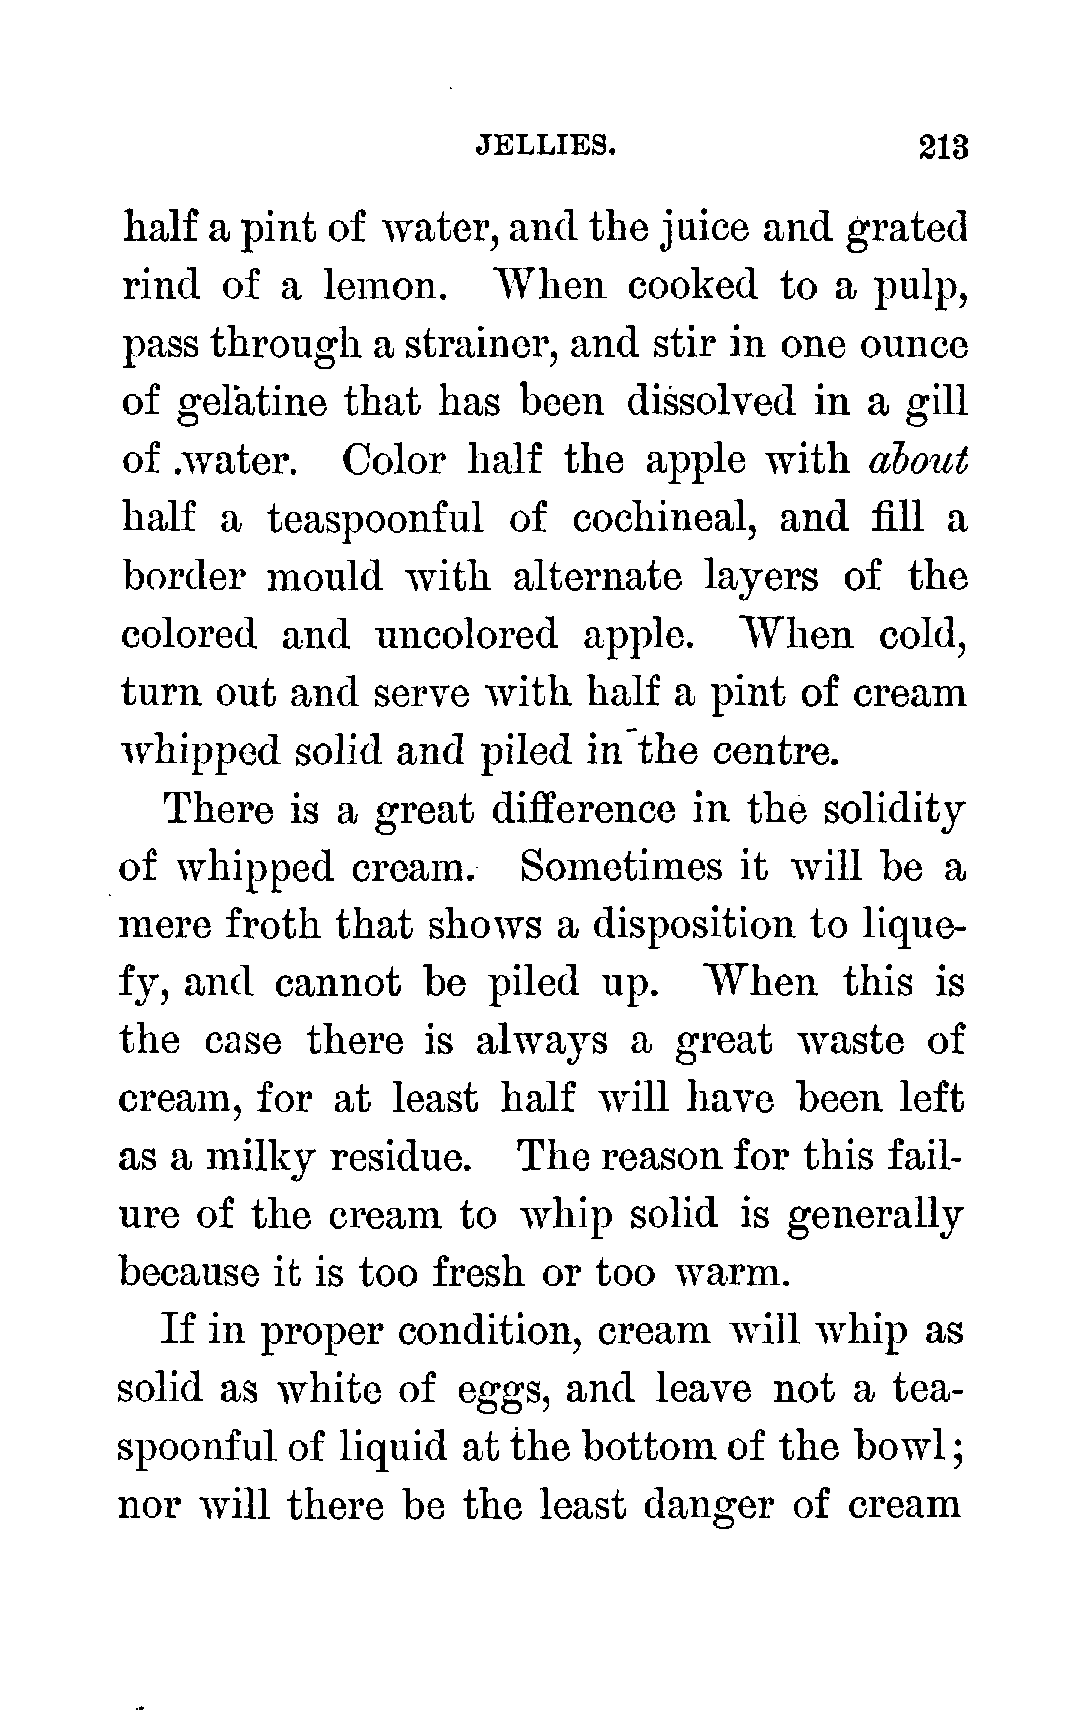 JELLIES. 213
half a pint of water, and the juice and grated
rind of a lemon. When cooked to a pulp,
pass through a strainer, and stir in one ounce
of gelatine that has been dissolved in a gill
of water. Color half the apple with about
half a teaspoonful of cochineal, and fill a
border mould with alternate layers of the
colored and uncolored apple. When cold,
turn out and serve with half a pint of cream
whipped solid and piled in the centre.
There is a great difference in the solidity
of whipped cream. Sometimes it will be a
mere froth that shows a disposition to lique-
fy, and cannot be piled up. When this is
the case there is always a great waste of
cream, for at least half will have been left
as a milky residue. The reason for this fail-
ure of the cream to whip solid is generally
because it is too fresh or too warm.
If in proper condition, cream will whip as
solid as white of eggs, and leave not a tea-
spoonful of liquid at the bottom of the bowl;
nor will there be the least danger of cream